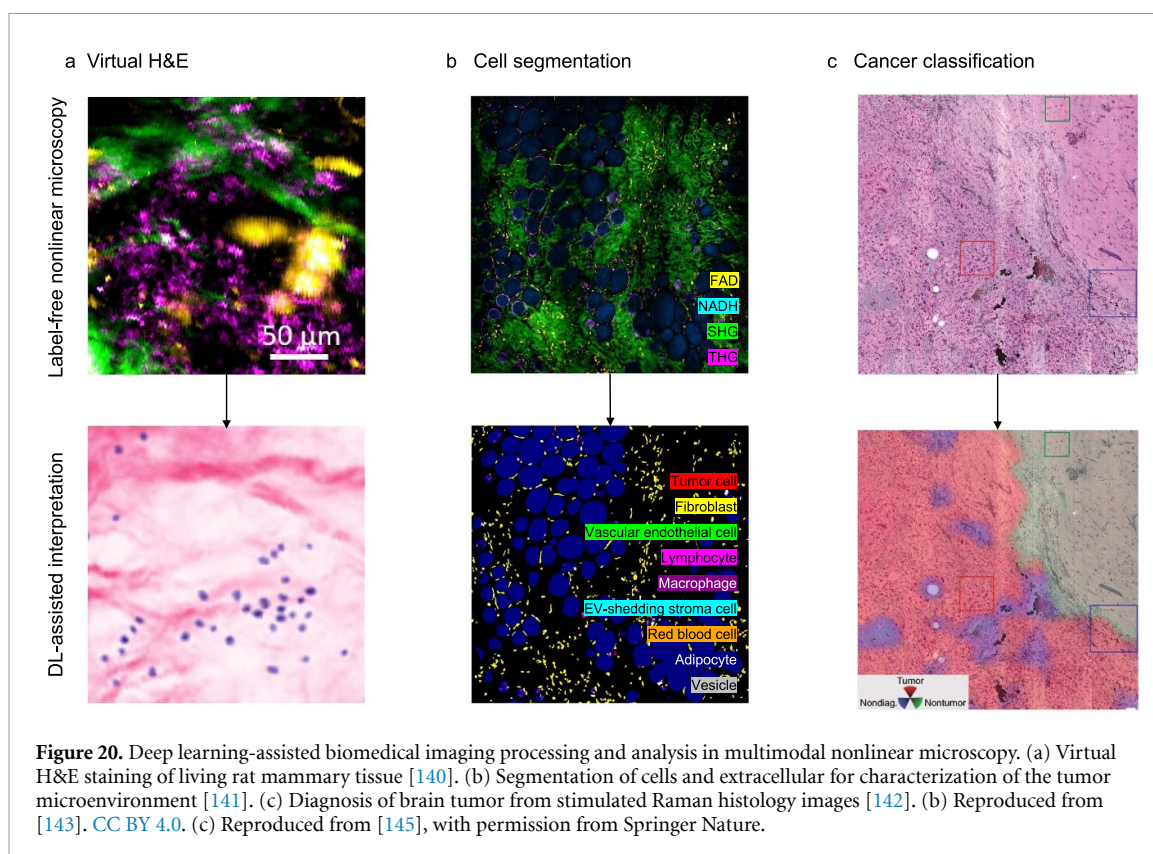 a Virtual H&E
b Cell segmentation
c Cancer classification
Label-free nonlinear microscopy
50 µm
FAD
NADH
SHG
THG
DL-assisted interpretation
Tumor cell
Fibroblast
Vascular endothelial cell
Lymphocyte
Macrophage
EV-shedding stroma cell
Red blood cell
Adipocyte
Vesicle
Tumor
Nondiag. Nontumor
Figure 20. Deep learning-assisted biomedical imaging processing and analysis in multimodal nonlinear microscopy. (a) Virtual
H&E staining of living rat mammary tissue [140]. (b) Segmentation of cells and extracellular for characterization of the tumor
microenvironment [141]. (c) Diagnosis of brain tumor from stimulated Raman histology images [142]. (b) Reproduced from
[143]. CC BY 4.0. (c) Reproduced from [145], with permission from Springer Nature.